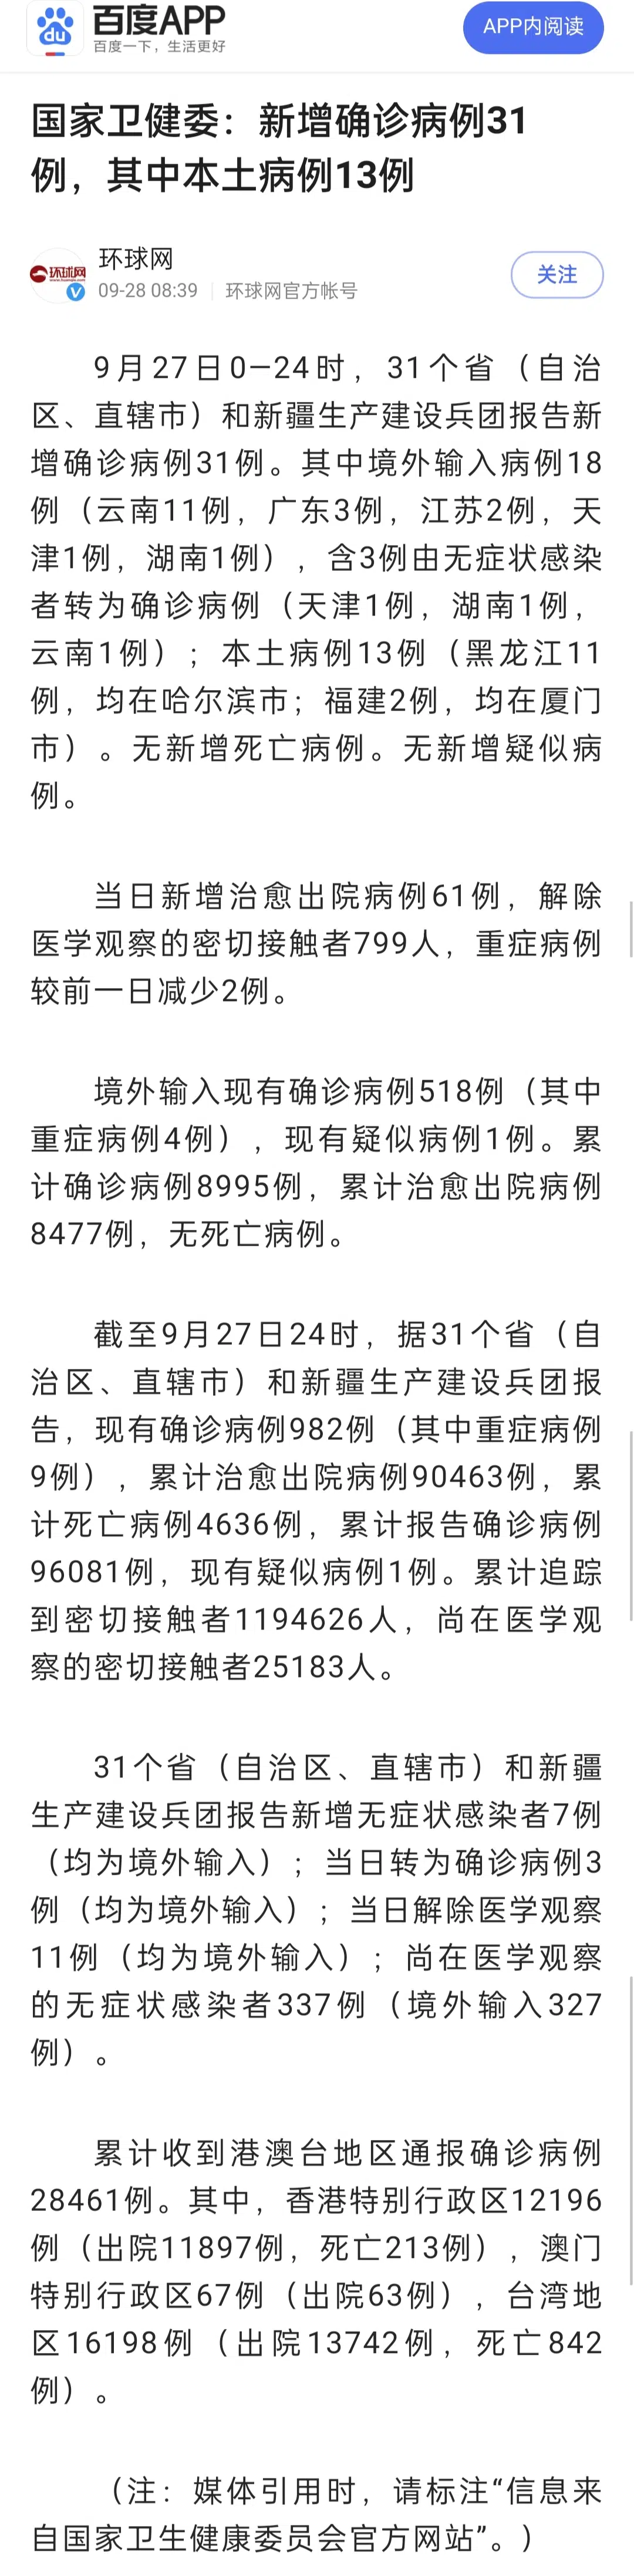 百度APP
百度一下，生活更好
APP内阅读
国家卫健委：新增确诊病例31
例，其中本土病例13例
环球网
09-28 08:39 环球网官方帐号
关注
9月27日0—24时，31个省（自治
区、直辖市）和新疆生产建设兵团报告新
增确诊病例31例。其中境外输入病例18
例（云南11例，广东3例，江苏2例，天
津1例，湖南1例），含3例由无症状感染
者转为确诊病例（天津1例，湖南1例，
云南1例）；本土病例13例（黑龙江11
例，均在哈尔滨市；福建2例，均在厦门
市）。无新增死亡病例。无新增疑似病
例。
当日新增治愈出院病例61例，解除
医学观察的密切接触者799人，重症病例
较前一日减少2例。
境外输入现有确诊病例518例（其中
重症病例4例），现有疑似病例1例。累
计确诊病例8995例，累计治愈出院病例
8477例，无死亡病例。
截至9月27日24时，据31个省（自
治区、直辖市）和新疆生产建设兵团报
告，现有确诊病例982例（其中重症病例
9例），累计治愈出院病例90463例，累
计死亡病例4636例，累计报告确诊病例
96081例，现有疑似病例1例。累计追踪
到密切接触者1194626人，尚在医学观
察的密切接触者25183人。
31个省（自治区、直辖市）和新疆
生产建设兵团报告新增无症状感染者7例
（均为境外输入）；当日转为确诊病例3
例（均为境外输入）；当日解除医学观察
11例（均为境外输入）；尚在医学观察
的无症状感染者337例（境外输入327
例）。
累计收到港澳台地区通报确诊病例
28461例。其中，香港特别行政区12196
例（出院11897例，死亡213例），澳门
特别行政区67例（出院63例），台湾地
区16198例（出院13742例，死亡842
例）。
（注：媒体引用时，请标注“信息来
自国家卫生健康委员会官方网站”。）